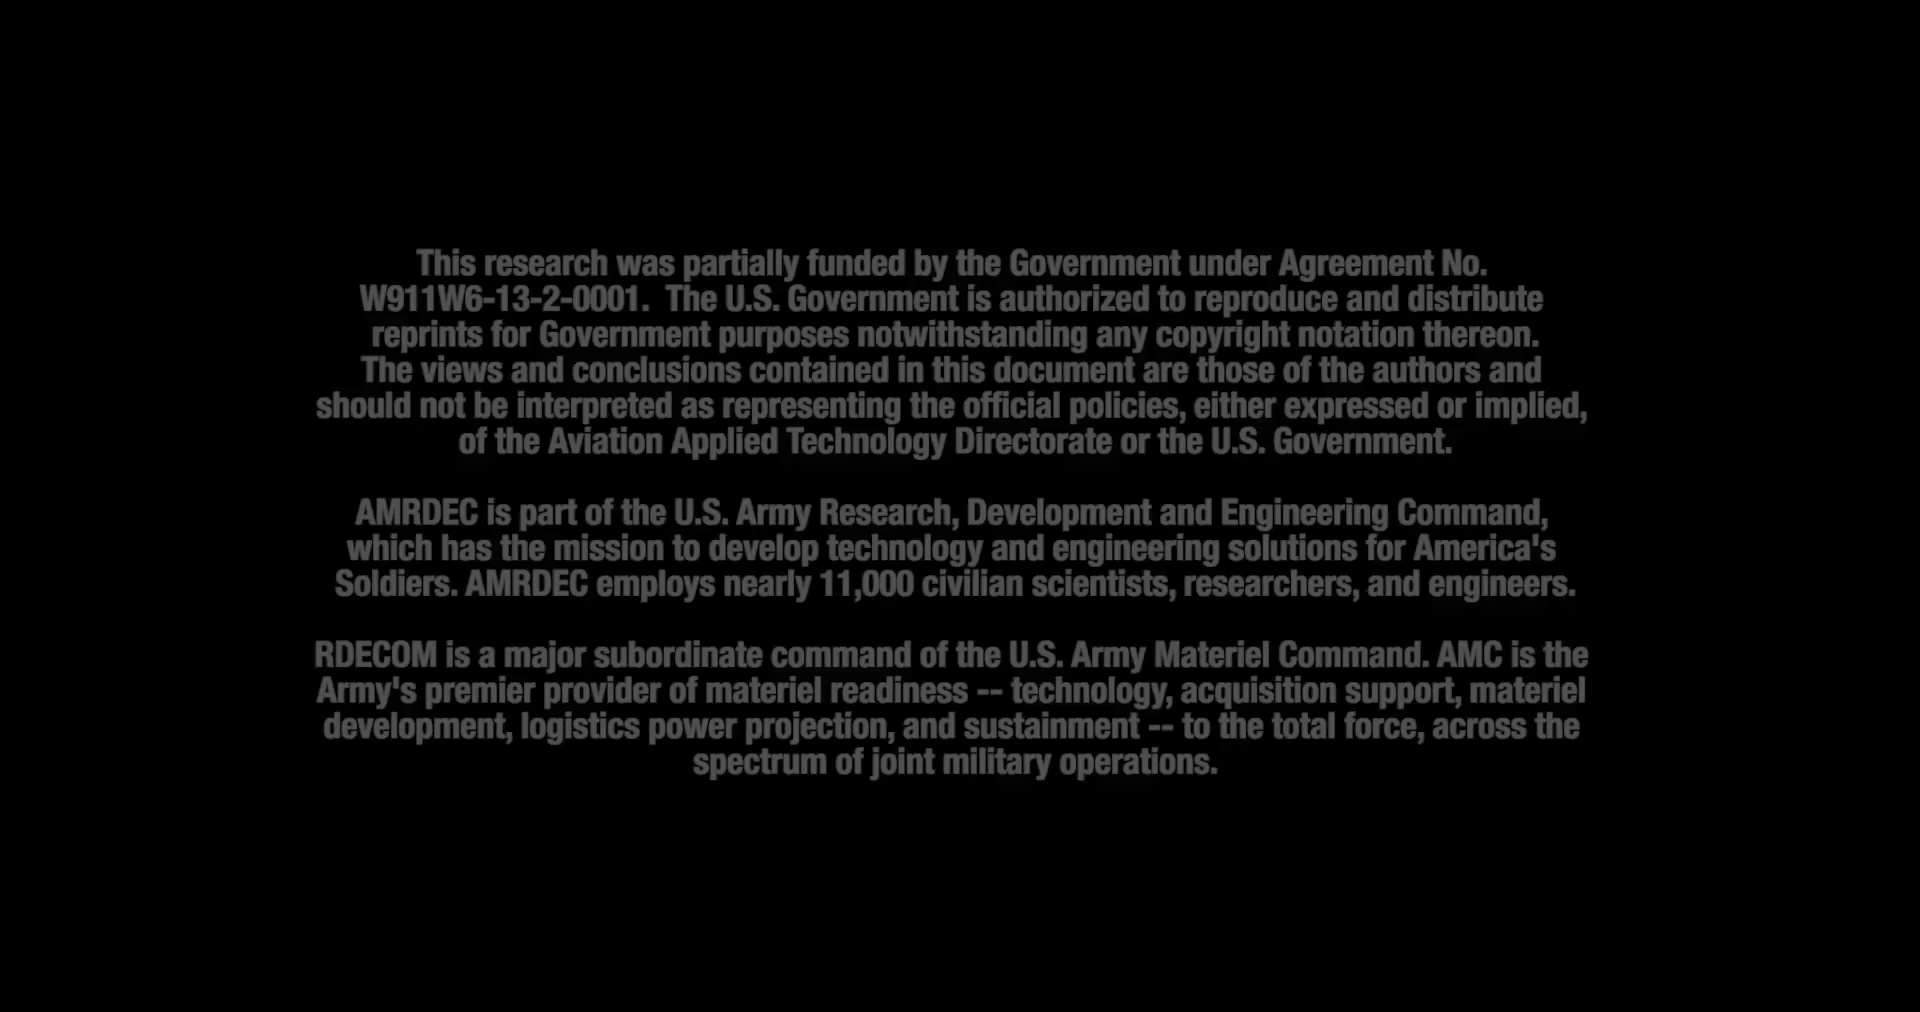 This research was partially funded by the Government under Agreement No.
W911W6-13-2-0001.  The U.S. Government is authorized to reproduce and distribute
reprints for Government purposes notwithstanding any copyright notation thereon.
The views and conclusions contained in this document are those of the authors and
should not be interpreted as representing the official policies, either expressed or implied,
of the Aviation Applied Technology Directorate or the U.S. Government.
AMRDEC is part of the U.S. Army Research, Development and Engineering Command,
which has the mission to develop technology and engineering solutions for America's
Soldiers. AMRDEC employs nearly 11,000 civilian scientists, researchers, and engineers.
RDECOM is a major subordinate command of the U.S. Army Materiel Command. AMC is the
Army's premier provider of materiel readiness -- technology, acquisition support, materiel
development, logistics power projection, and sustainment -- to the total force, across the
spectrum of joint military operations.